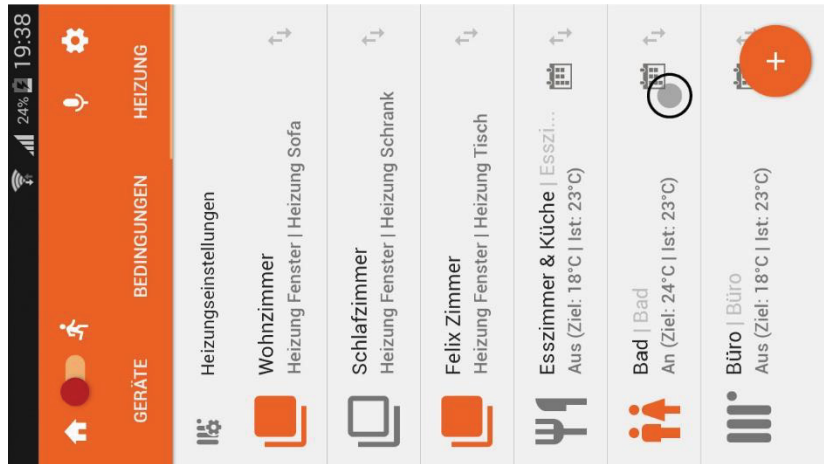 24% 19:38
GERÄTE BEDINGUNGEN HEIZUNG
Heizungseinstellungen
Wohnzimmer
Heizung Fenster | Heizung Sofa
Schlafzimmer
Heizung Fenster | Heizung Schrank
Felix Zimmer
Heizung Fenster | Heizung Tisch
Esszimmer & Küche | Esszi...
Aus (Ziel: 18°C | Ist: 23°C)
Bad | Bad
An (Ziel: 24°C | Ist: 23°C)
Büro | Büro
Aus (Ziel: 18°C | Ist: 23°C)
+